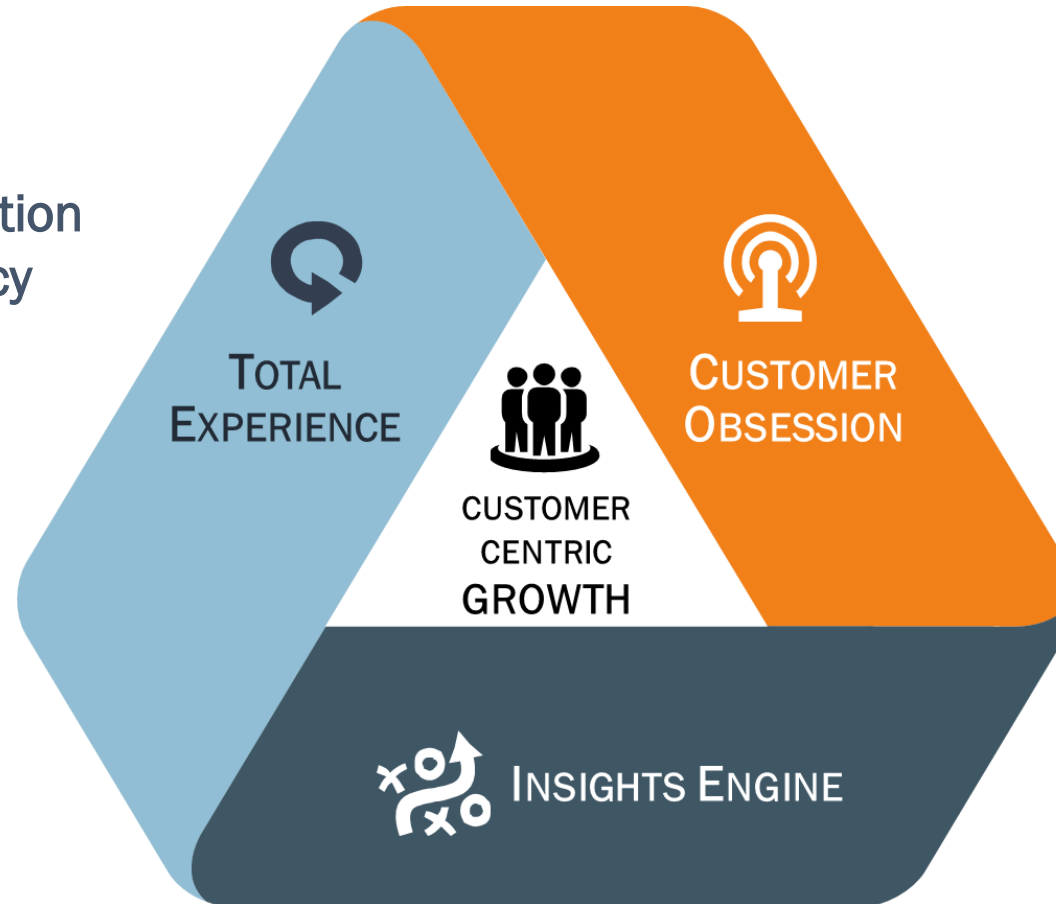 tion
cy
TOTAL
EXPERIENCE
CUSTOMER
OBSESSION
CUSTOMER
CENTRIC
GROWTH
INSIGHTS ENGINE